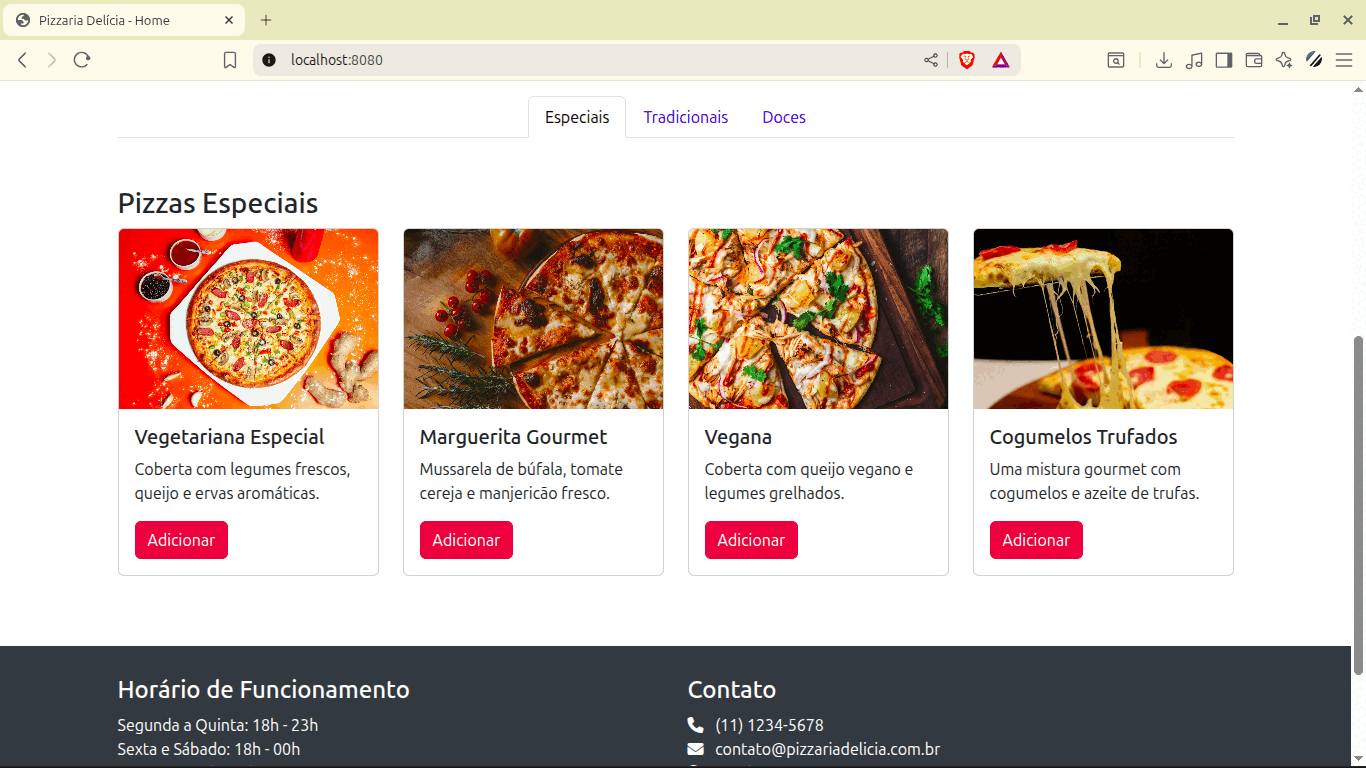 Pizzaria Delícia - Home
localhost:8080
Especiais Tradicionais Doces
Pizzas Especiais
Vegetariana Especial
Coberta com legumes frescos,
queijo e ervas aromáticas.
Adicionar
Marguerita Gourmet
Mussarela de búfala, tomate
cereja e manjericão fresco.
Adicionar
Vegana
Coberta com queijo vegano e
legumes grelhados.
Adicionar
Cogumelos Trufados
Uma mistura gourmet com
cogumelos e azeite de trufas.
Adicionar
Horário de Funcionamento
Segunda a Quinta: 18h - 23h
Sexta e Sábado: 18h - 00h
Contato
(11) 1234-5678
contato@pizzariadelicia.com.br